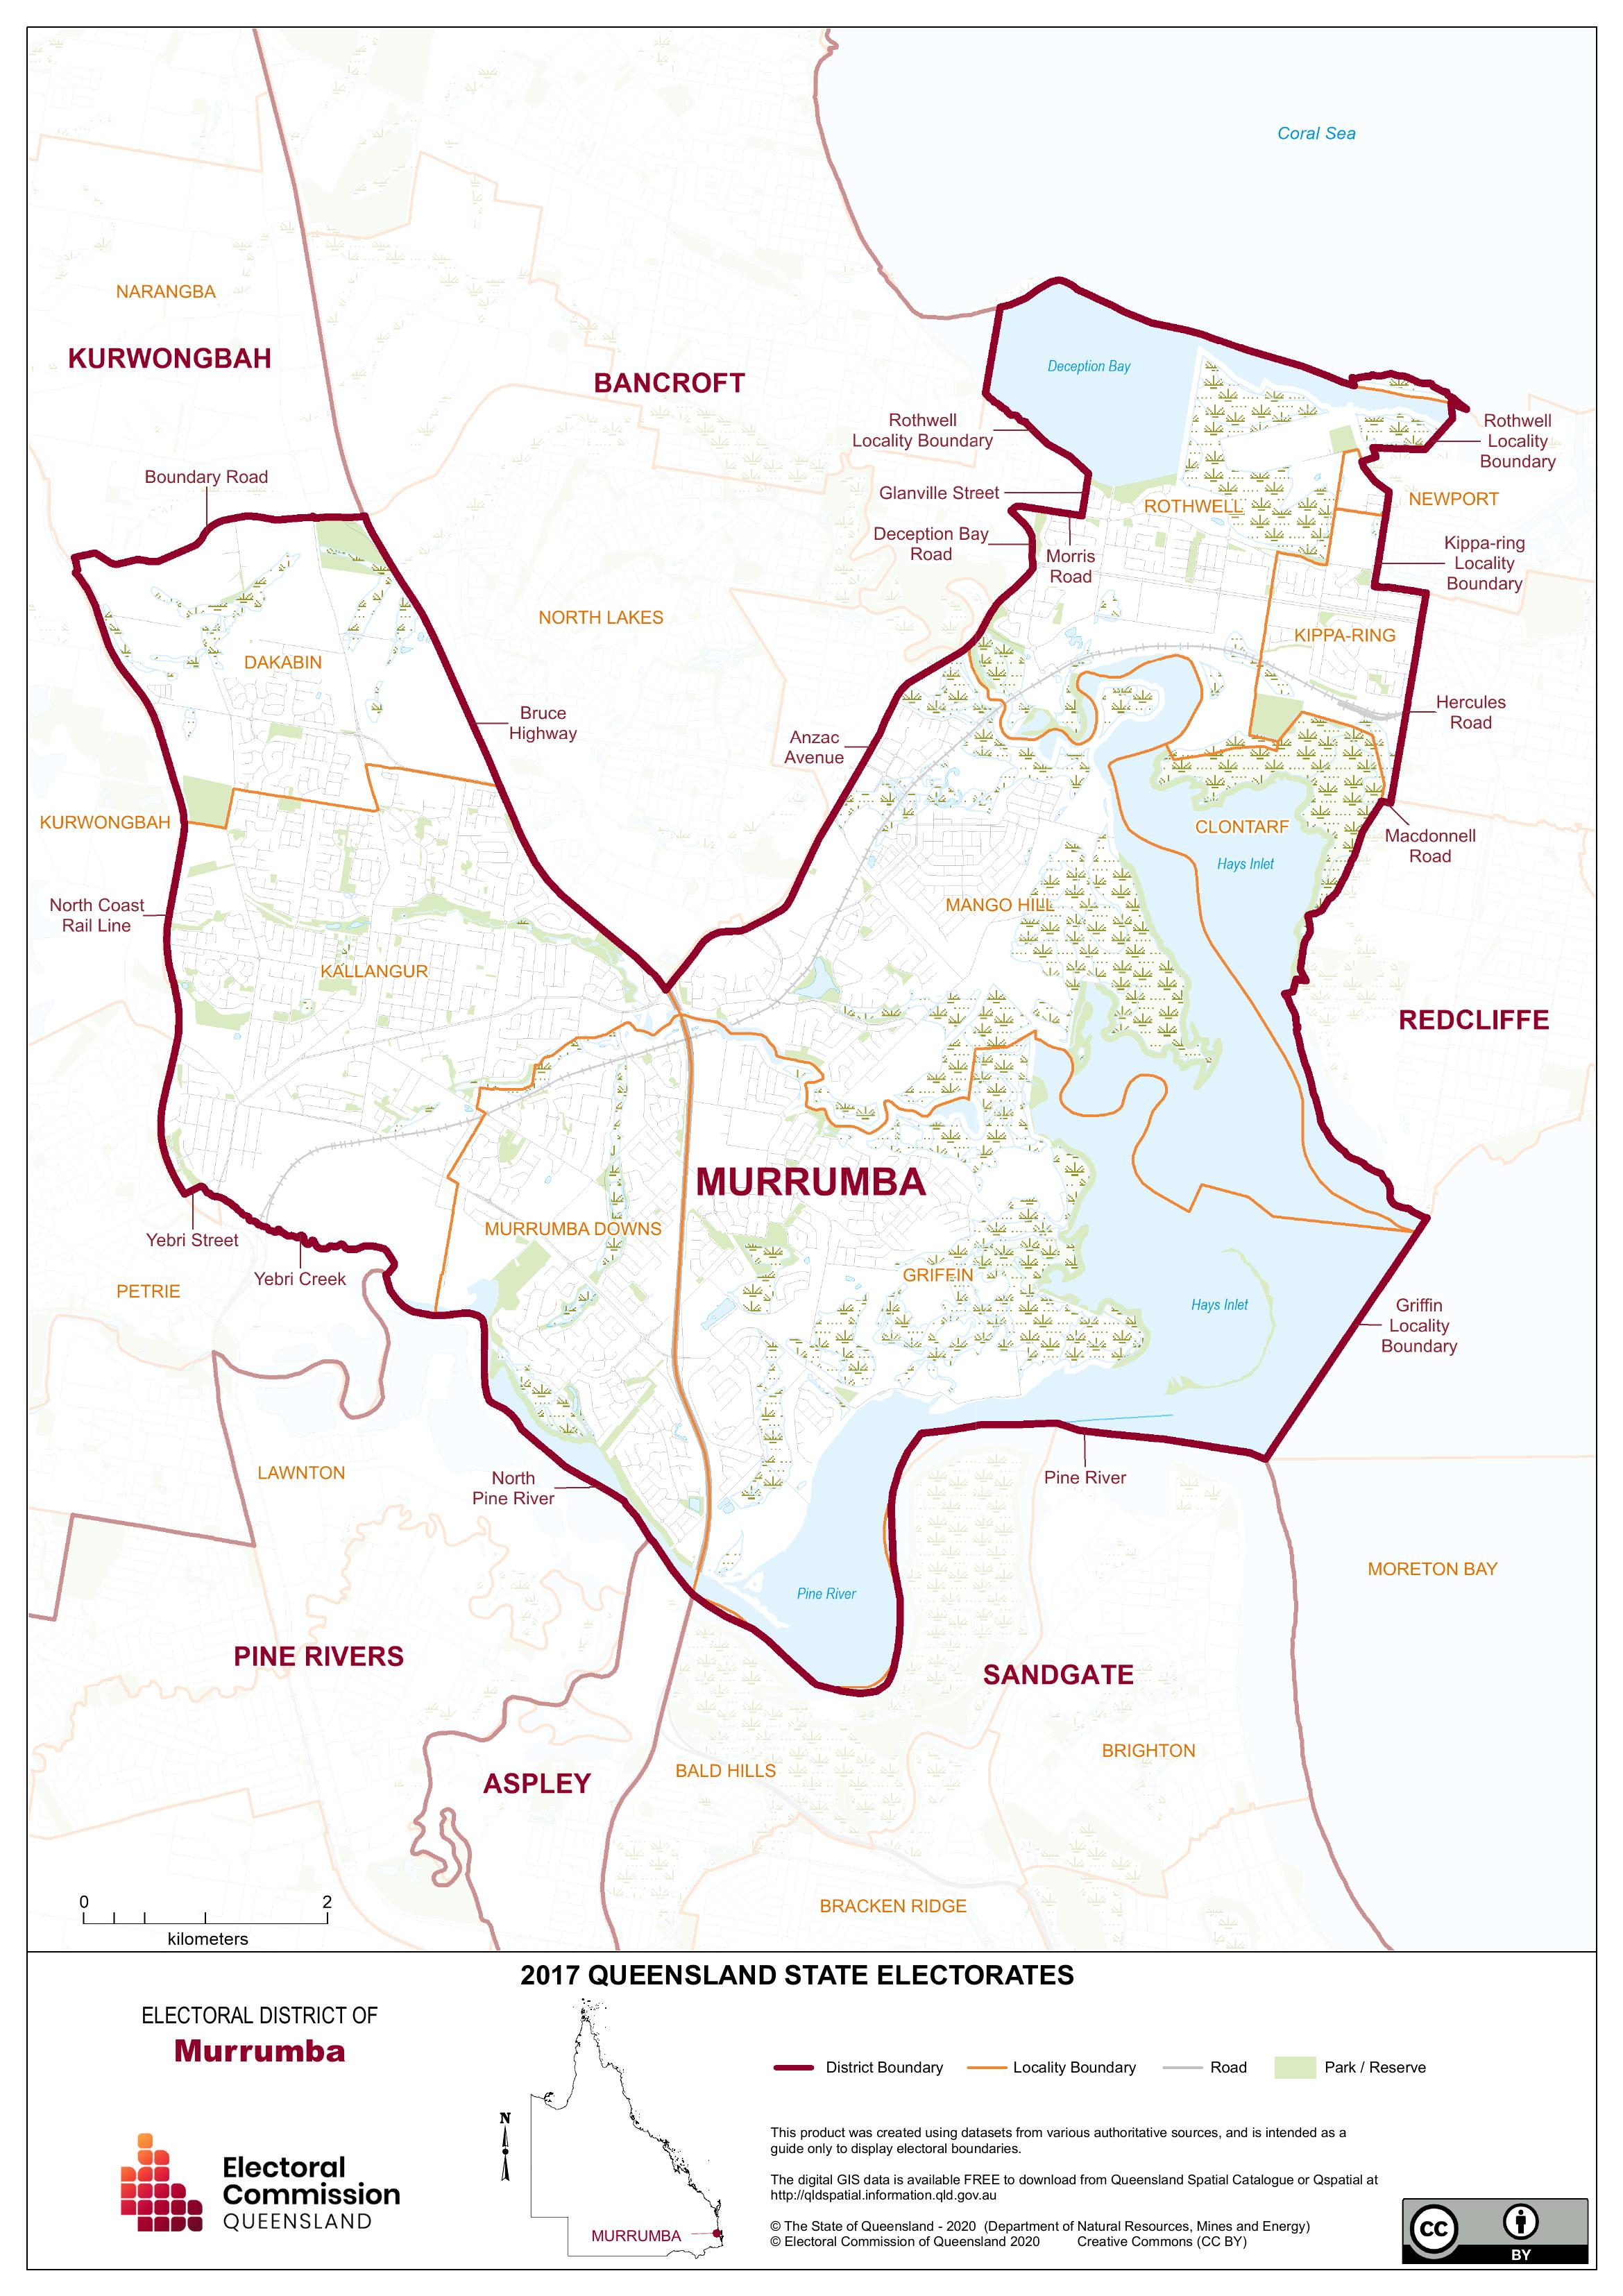 Coral Sea
NARANGBA
KURWONGBAH
BANCROFT
Deception Bay
Rothwell
Locality Boundary
Rothwell
Locality
Boundary
Boundary Road
Glanville Street
ROTHWELL
NEWPORT
Deception Bay
Road
Morris
Road
Kippa-ring
Locality
Boundary
NORTH LAKES
KIPPA-RING
DAKABIN
Bruce
Highway
Anzac
Avenue
Hercules
Road
KURWONGBAH
CLONTARF
Macdonnell
Road
Hays Inlet
North Coast
Rail Line
MANGO HILL
KALLANGUR
REDCLIFFE
MURRUMBA
MURRUMBA DOWNS
Yebri Street
Yebri Creek
PETRIE
GRIFFIN
Hays Inlet
Griffin
Locality
Boundary
LAWNTON
North
Pine River
Pine River
MORETON BAY
Pine River
PINE RIVERS
SANDGATE
BRIGHTON
BALD HILLS
ASPLEY
BRACKEN RIDGE
0 2
kilometers
2017 QUEENSLAND STATE ELECTORATES
ELECTORAL DISTRICT OF
Murrumba
Electoral
Commission
QUEENSLAND
N
MURRUMBA
District Boundary Locality Boundary Road Park / Reserve
This product was created using datasets from various authoritative sources, and is intended as a
guide only to display electoral boundaries.
The digital GIS data is available FREE to download from Queensland Spatial Catalogue or Qspatial at
http://qldspatial.information.qld.gov.au
© The State of Queensland - 2020 (Department of Natural Resources, Mines and Energy)
© Electoral Commission of Queensland 2020 Creative Commons (CC BY)
CC
BY